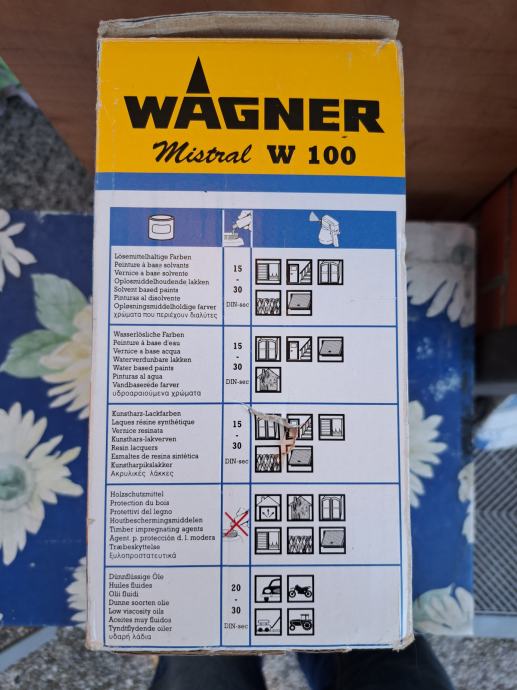 WAGNER
Mistral W 100
Lösemittelhaltige Farben
Peinture à base solvants
Vernice a base solvente
Oplosmiddelhoudende lakken
Solvent based paints
Pinturas al disolvente
Opløsningsmiddelholdige farver
χρώματα που περιέχουν διαλύτες
15
-
30
DIN-sec
Wasserlösliche Farben
Peinture à base d'eau
Vernice a base acqua
Waterverdunbare lakken
Water based paints
Pinturas al agua
Vandbaserède farver
υδροαραιούμενα χρώματα
15
-
30
DIN-sec
Kunstharz-Lackfarben
Laques résine synthétique
Vernice resinata
Kunsthars-lakverven
Resin lacquers
Esmaltes de resina sintética
Kunstharpikslakker
Ακρυλικές λάκκες
15
-
30
DIN-sec
Holzschutzmittel
Protection du bois
Protettivi del legno
Houtbeschermingsmiddelen
Timber impregnating agents
Agent. p. protección d. l. modera
Træbeskyttelse
ξυλοπροστατευτικά
Dünnflüssige Öle
Huiles fluides
Olii fluidi
Dunne soorten olie
Low viscosity oils
Aceites muy fluidos
Tyndtflydende oiler
υδαρή λάδια
20
-
30
DIN-sec